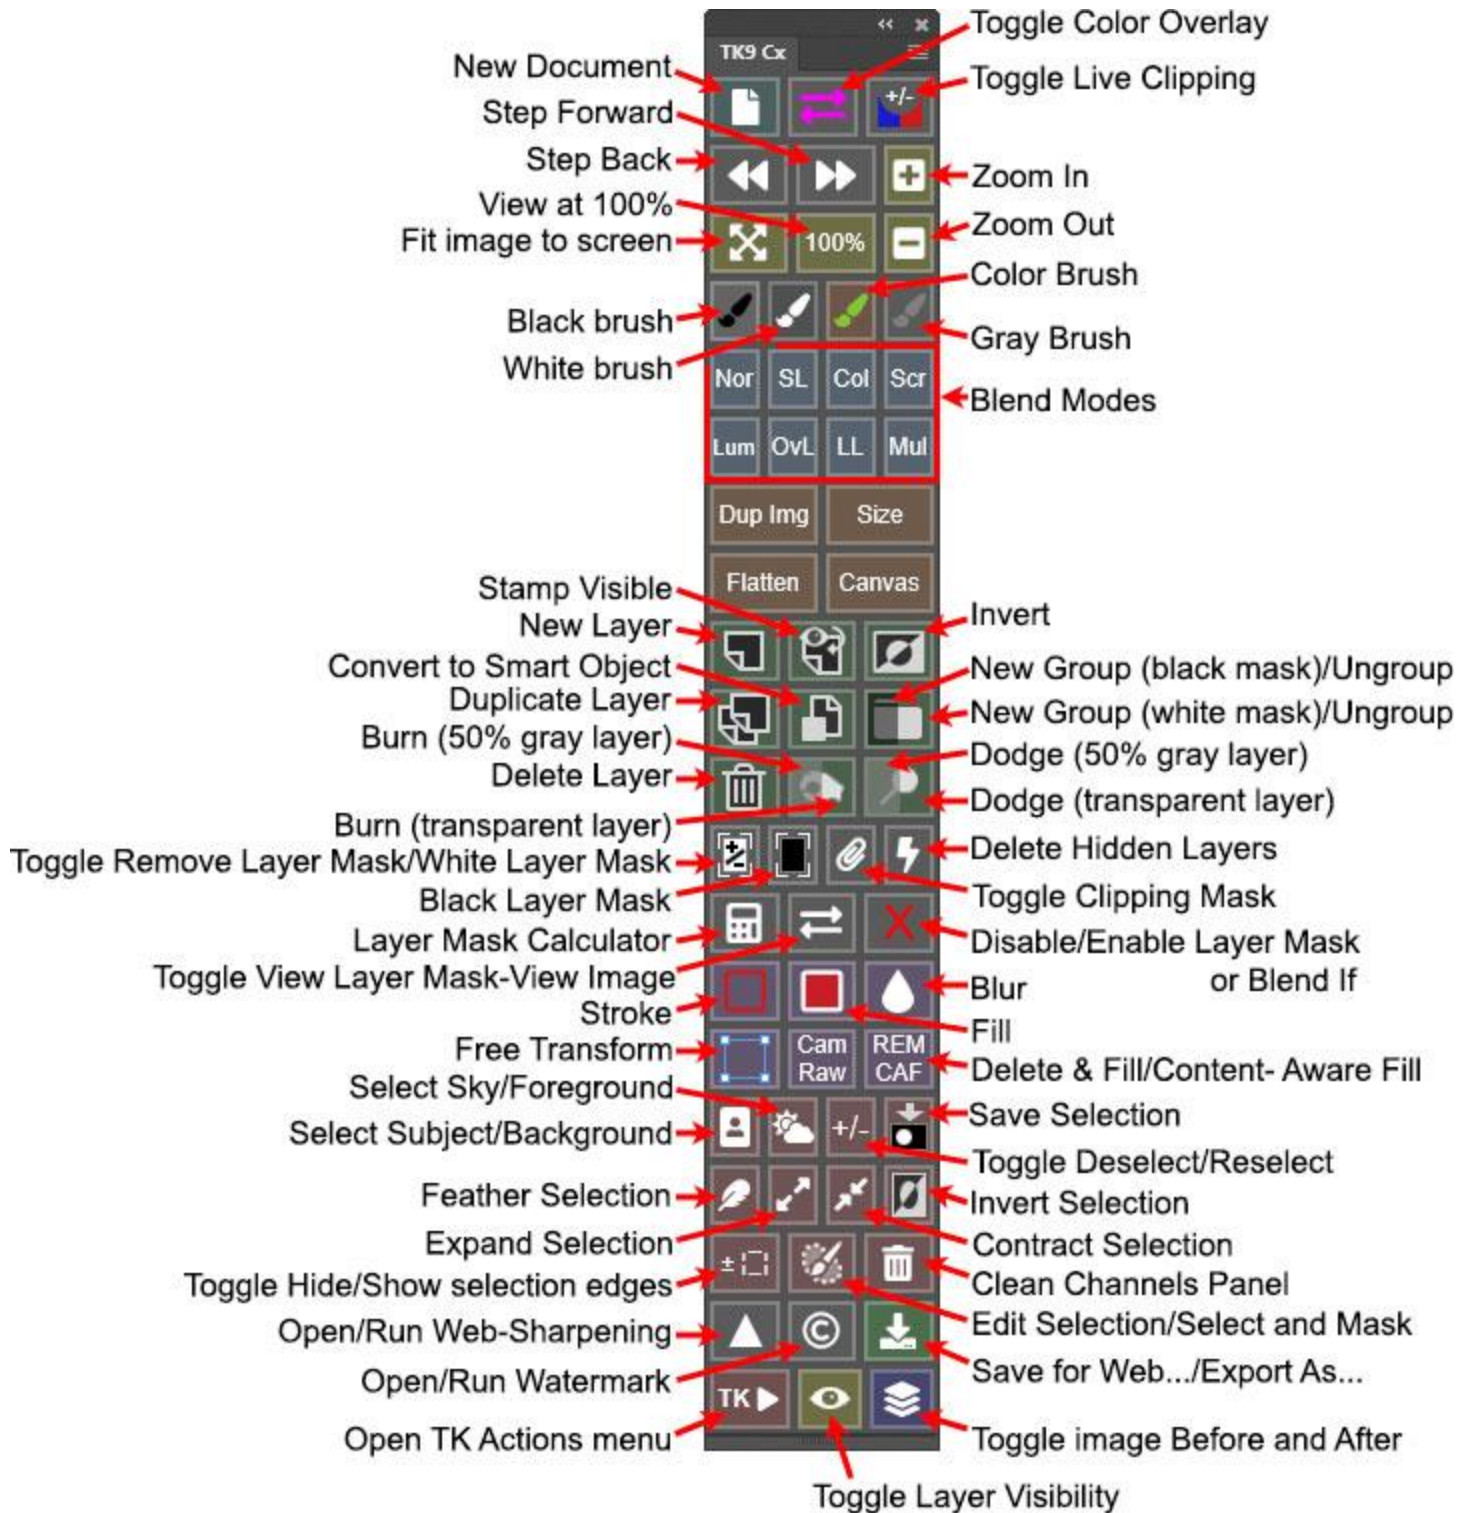 Toggle Color Overlay
TK9 Cx
New Document
Toggle Live Clipping
+/-
Step Forward
Step Back
Zoom In
View at 100%
Zoom Out
Fit image to screen
100%
Color Brush
Black brush
Gray Brush
White brush
Nor SL Col Scr
Blend Modes
Lum OvL LL Mul
Dup Img Size
Flatten Canvas
Stamp Visible
Invert
New Layer
Convert to Smart Object
New Group (black mask)/Ungroup
Duplicate Layer
New Group (white mask)/Ungroup
Burn (50% gray layer)
Dodge (50% gray layer)
Delete Layer
Dodge (transparent layer)
Burn (transparent layer)
Delete Hidden Layers
Toggle Remove Layer Mask/White Layer Mask
Toggle Clipping Mask
Black Layer Mask
Layer Mask Calculator
X
Disable/Enable Layer Mask
or Blend If
Toggle View Layer Mask-View Image
Blur
Stroke
Fill
Free Transform
Cam
Raw
REM
CAF
Delete & Fill/Content- Aware Fill
Select Sky/Foreground
Save Selection
Select Subject/Background
+/-
Toggle Deselect/Reselect
Feather Selection
Invert Selection
Expand Selection
Contract Selection
Toggle Hide/Show selection edges
±
Clean Channels Panel
Edit Selection/Select and Mask
Open/Run Web-Sharpening
©
Save for Web.../Export As...
Open/Run Watermark
TK
Open TK Actions menu
Toggle image Before and After
Toggle Layer Visibility